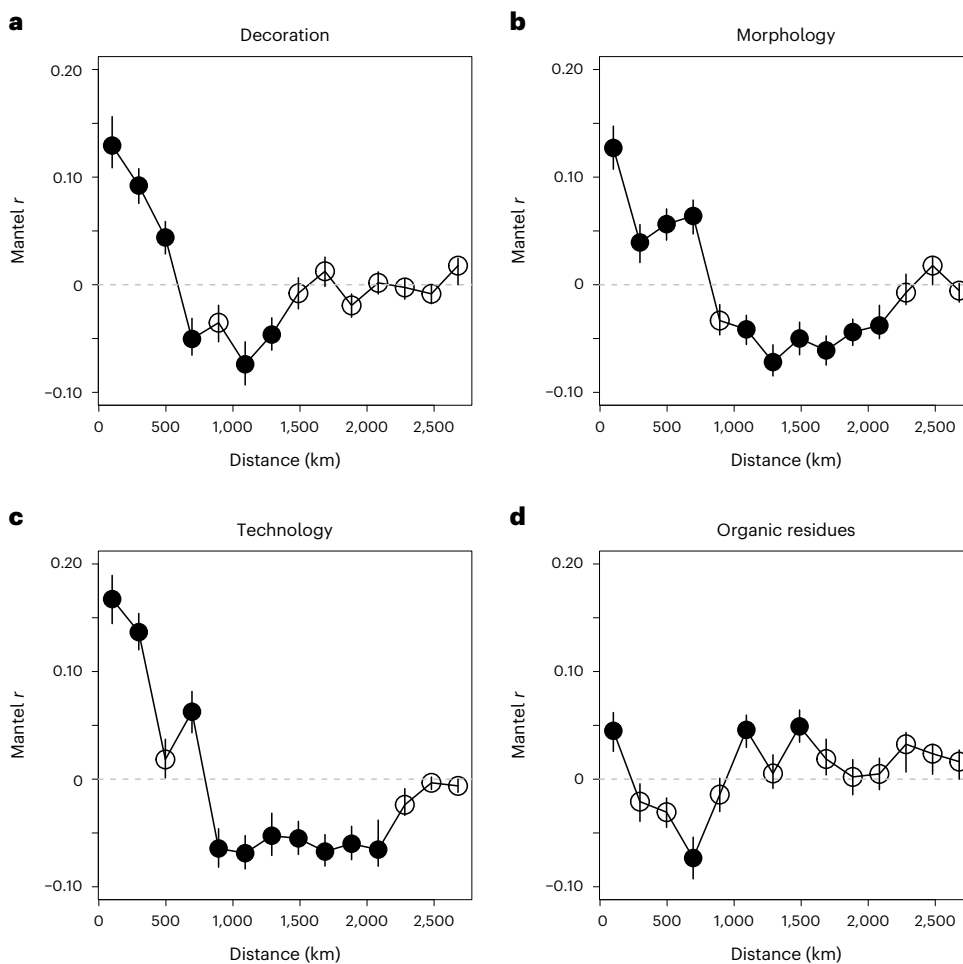 a
Decoration
0.20
0.10
0
−0.10
Mantel r
0 500 1,000 1,500 2,000 2,500
Distance (km)
b
Morphology
0.20
0.10
0
−0.10
Mantel r
0 500 1,000 1,500 2,000 2,500
Distance (km)
c
Technology
0.20
0.10
0
−0.10
Mantel r
0 500 1,000 1,500 2,000 2,500
Distance (km)
d
Organic residues
0.20
0.10
0
−0.10
Mantel r
0 500 1,000 1,500 2,000 2,500
Distance (km)